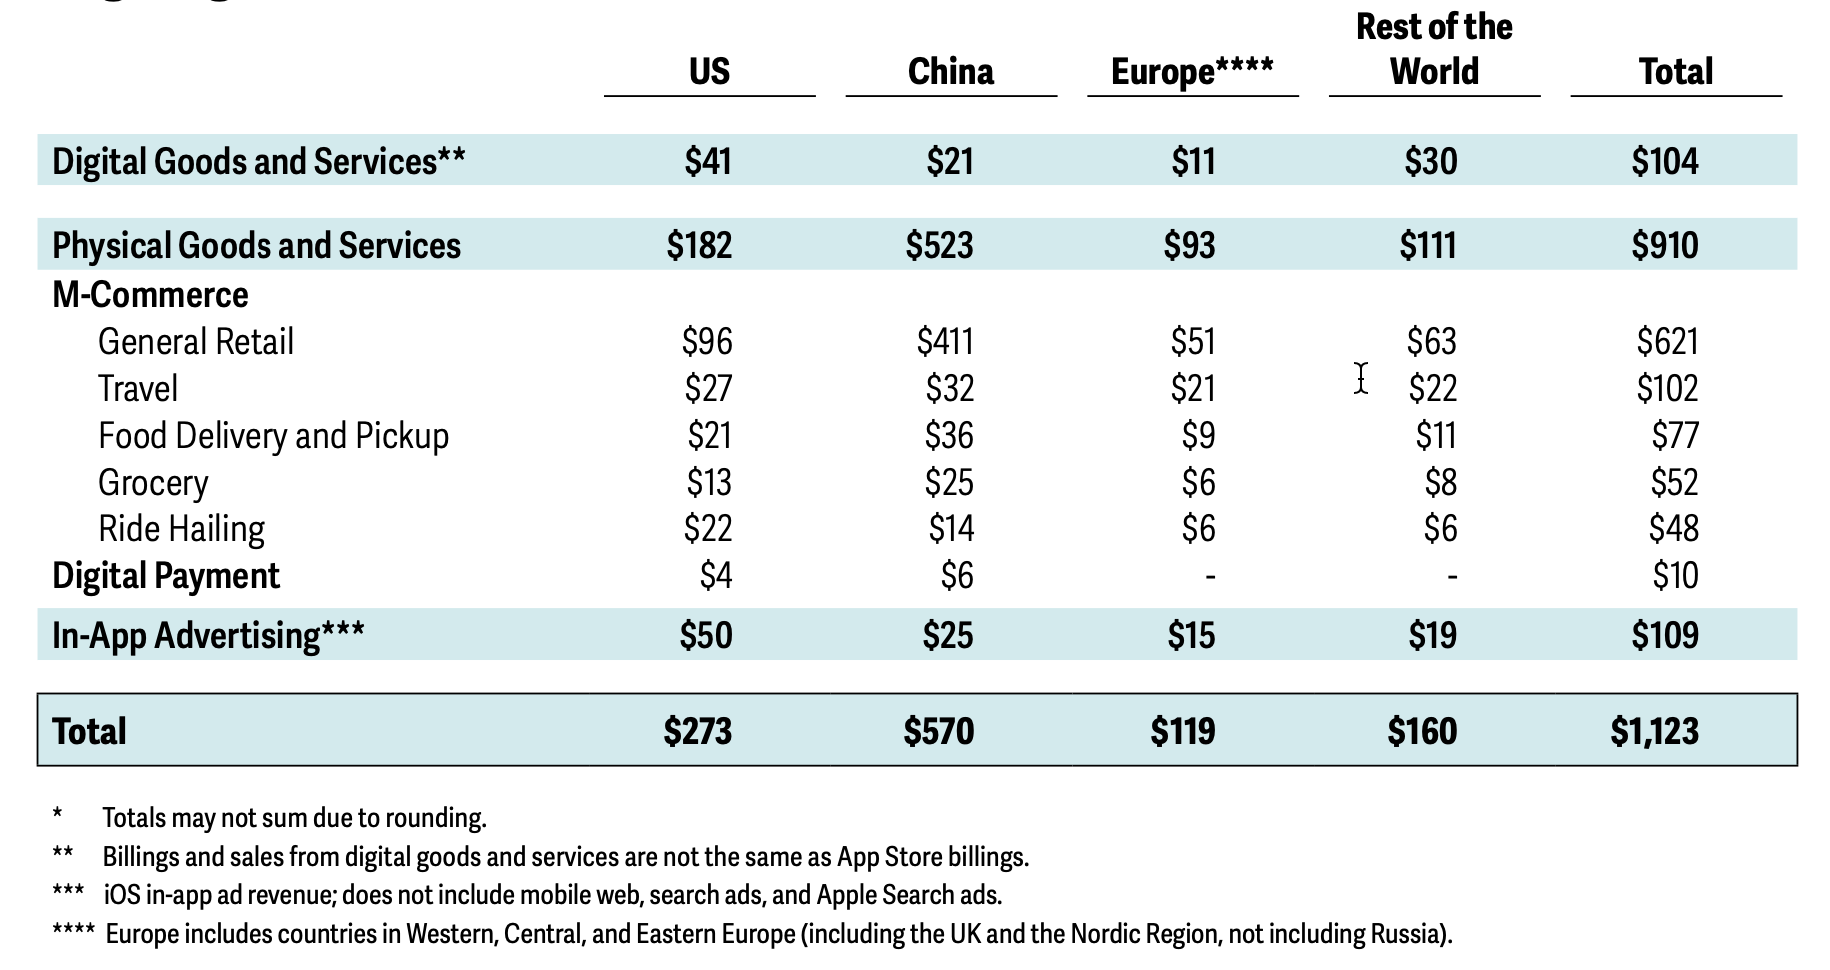 US China Europe**** Rest of the World Total
Digital Goods and Services** $41 $21 $11 $30 $104
Physical Goods and Services $182 $523 $93 $111 $910
M-Commerce
General Retail $96 $411 $51 $63 $621
Travel $27 $32 $21 $22 $102
Food Delivery and Pickup $21 $36 $9 $11 $77
Grocery $13 $25 $6 $8 $52
Ride Hailing $22 $14 $6 $6 $48
Digital Payment $4 $6 - - $10
In-App Advertising*** $50 $25 $15 $19 $109
Total $273 $570 $119 $160 $1,123
* Totals may not sum due to rounding.
** Billings and sales from digital goods and services are not the same as App Store billings.
*** iOS in-app ad revenue; does not include mobile web, search ads, and Apple Search ads.
**** Europe includes countries in Western, Central, and Eastern Europe (including the UK and the Nordic Region, not including Russia).